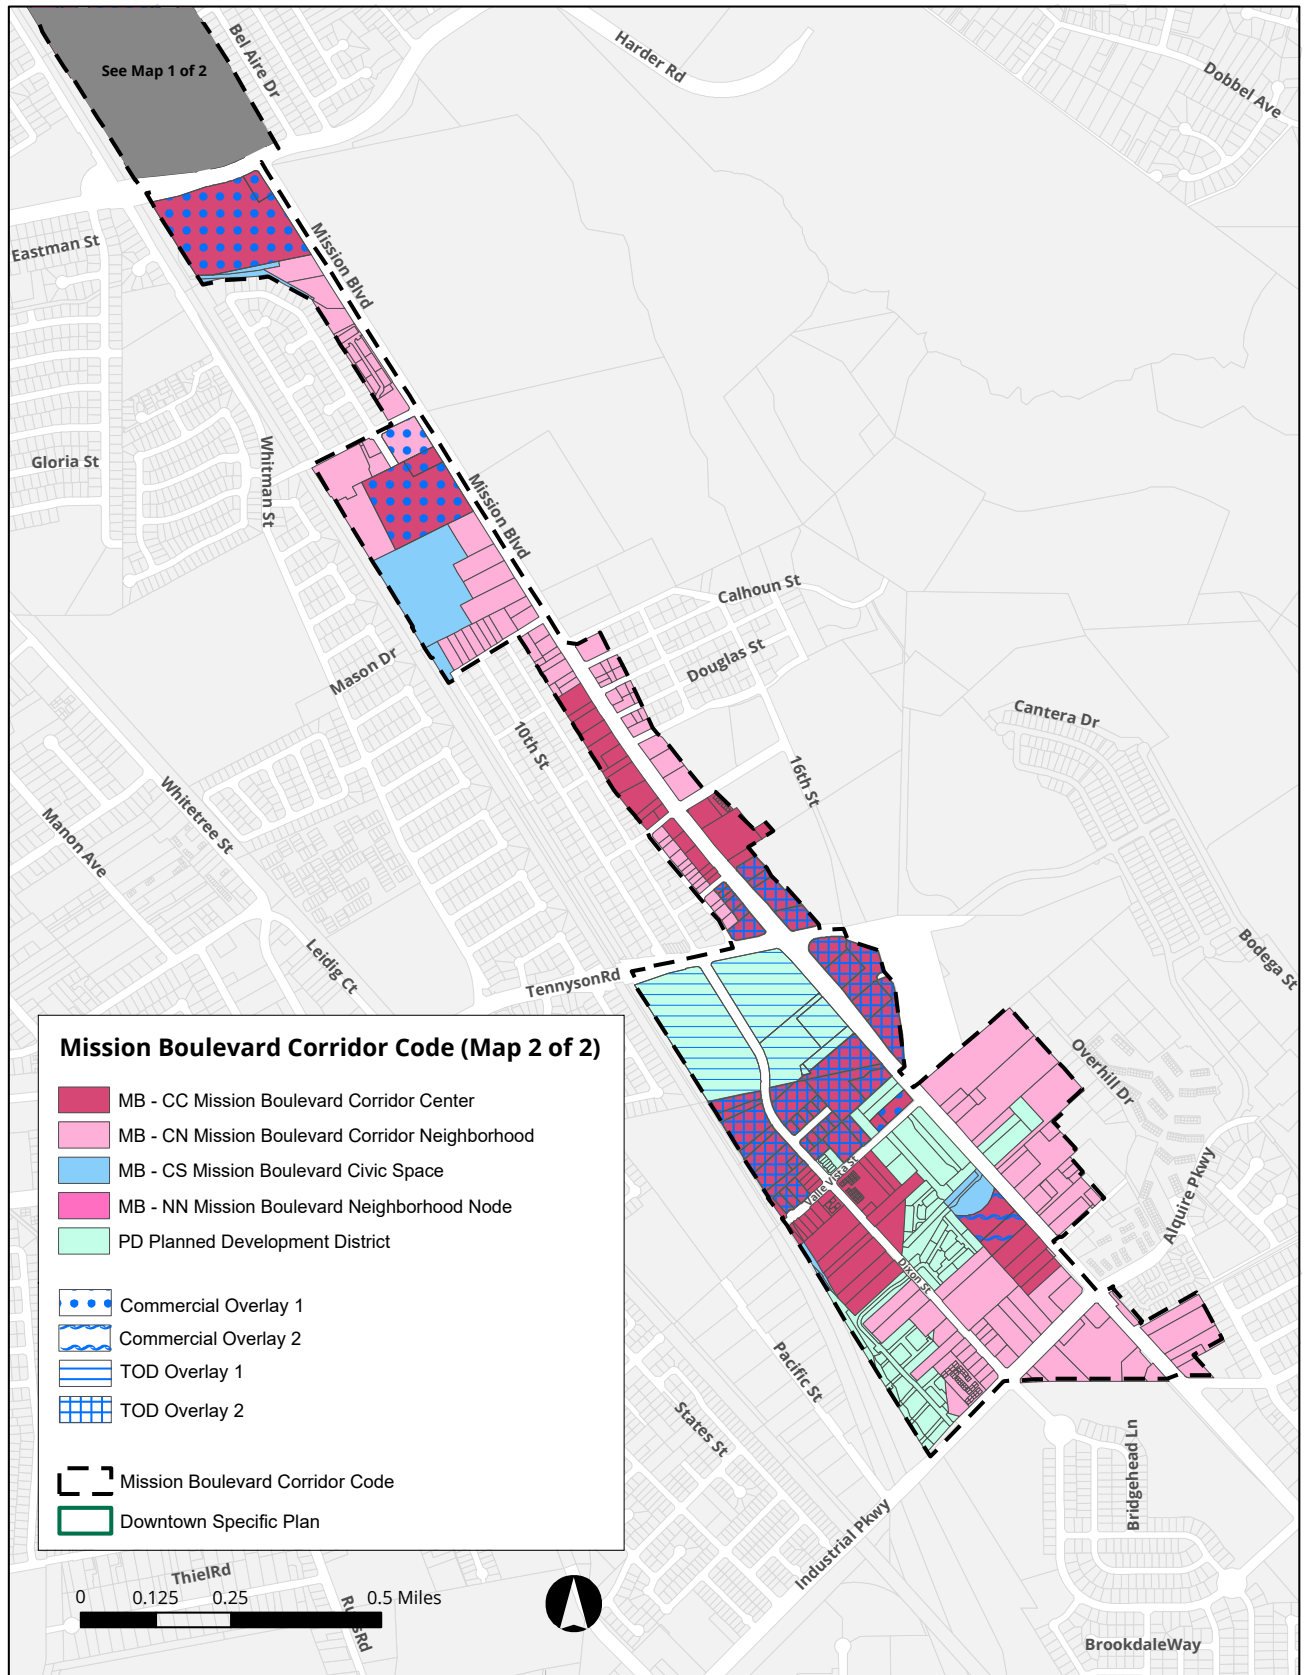 See Map 1 of 2
Bel Aire Dr
Harder Rd
Dobbel Ave
Eastman St
Mission Blvd
Gloria St
Whitman St
Mission Blvd
Calhoun St
Douglas St
Mason Dr
Cantera Dr
10th St
16th St
Whitetree St
Manon Ave
Leidig Ct
TennysonRd
Bodega St
Overhill Dr
Valle Vista St
Alquire Pkwy
Dixon St
Pacific St
States St
Bridgehead Ln
Industrial Pkwy
BrookdaleWay
ThielRd
Mission Boulevard Corridor Code (Map 2 of 2)
MB - CC Mission Boulevard Corridor Center
MB - CN Mission Boulevard Corridor Neighborhood
MB - CS Mission Boulevard Civic Space
MB - NN Mission Boulevard Neighborhood Node
PD Planned Development District
Commercial Overlay 1
Commercial Overlay 2
TOD Overlay 1
TOD Overlay 2
Mission Boulevard Corridor Code
Downtown Specific Plan
0 0.125 0.25 0.5 Miles